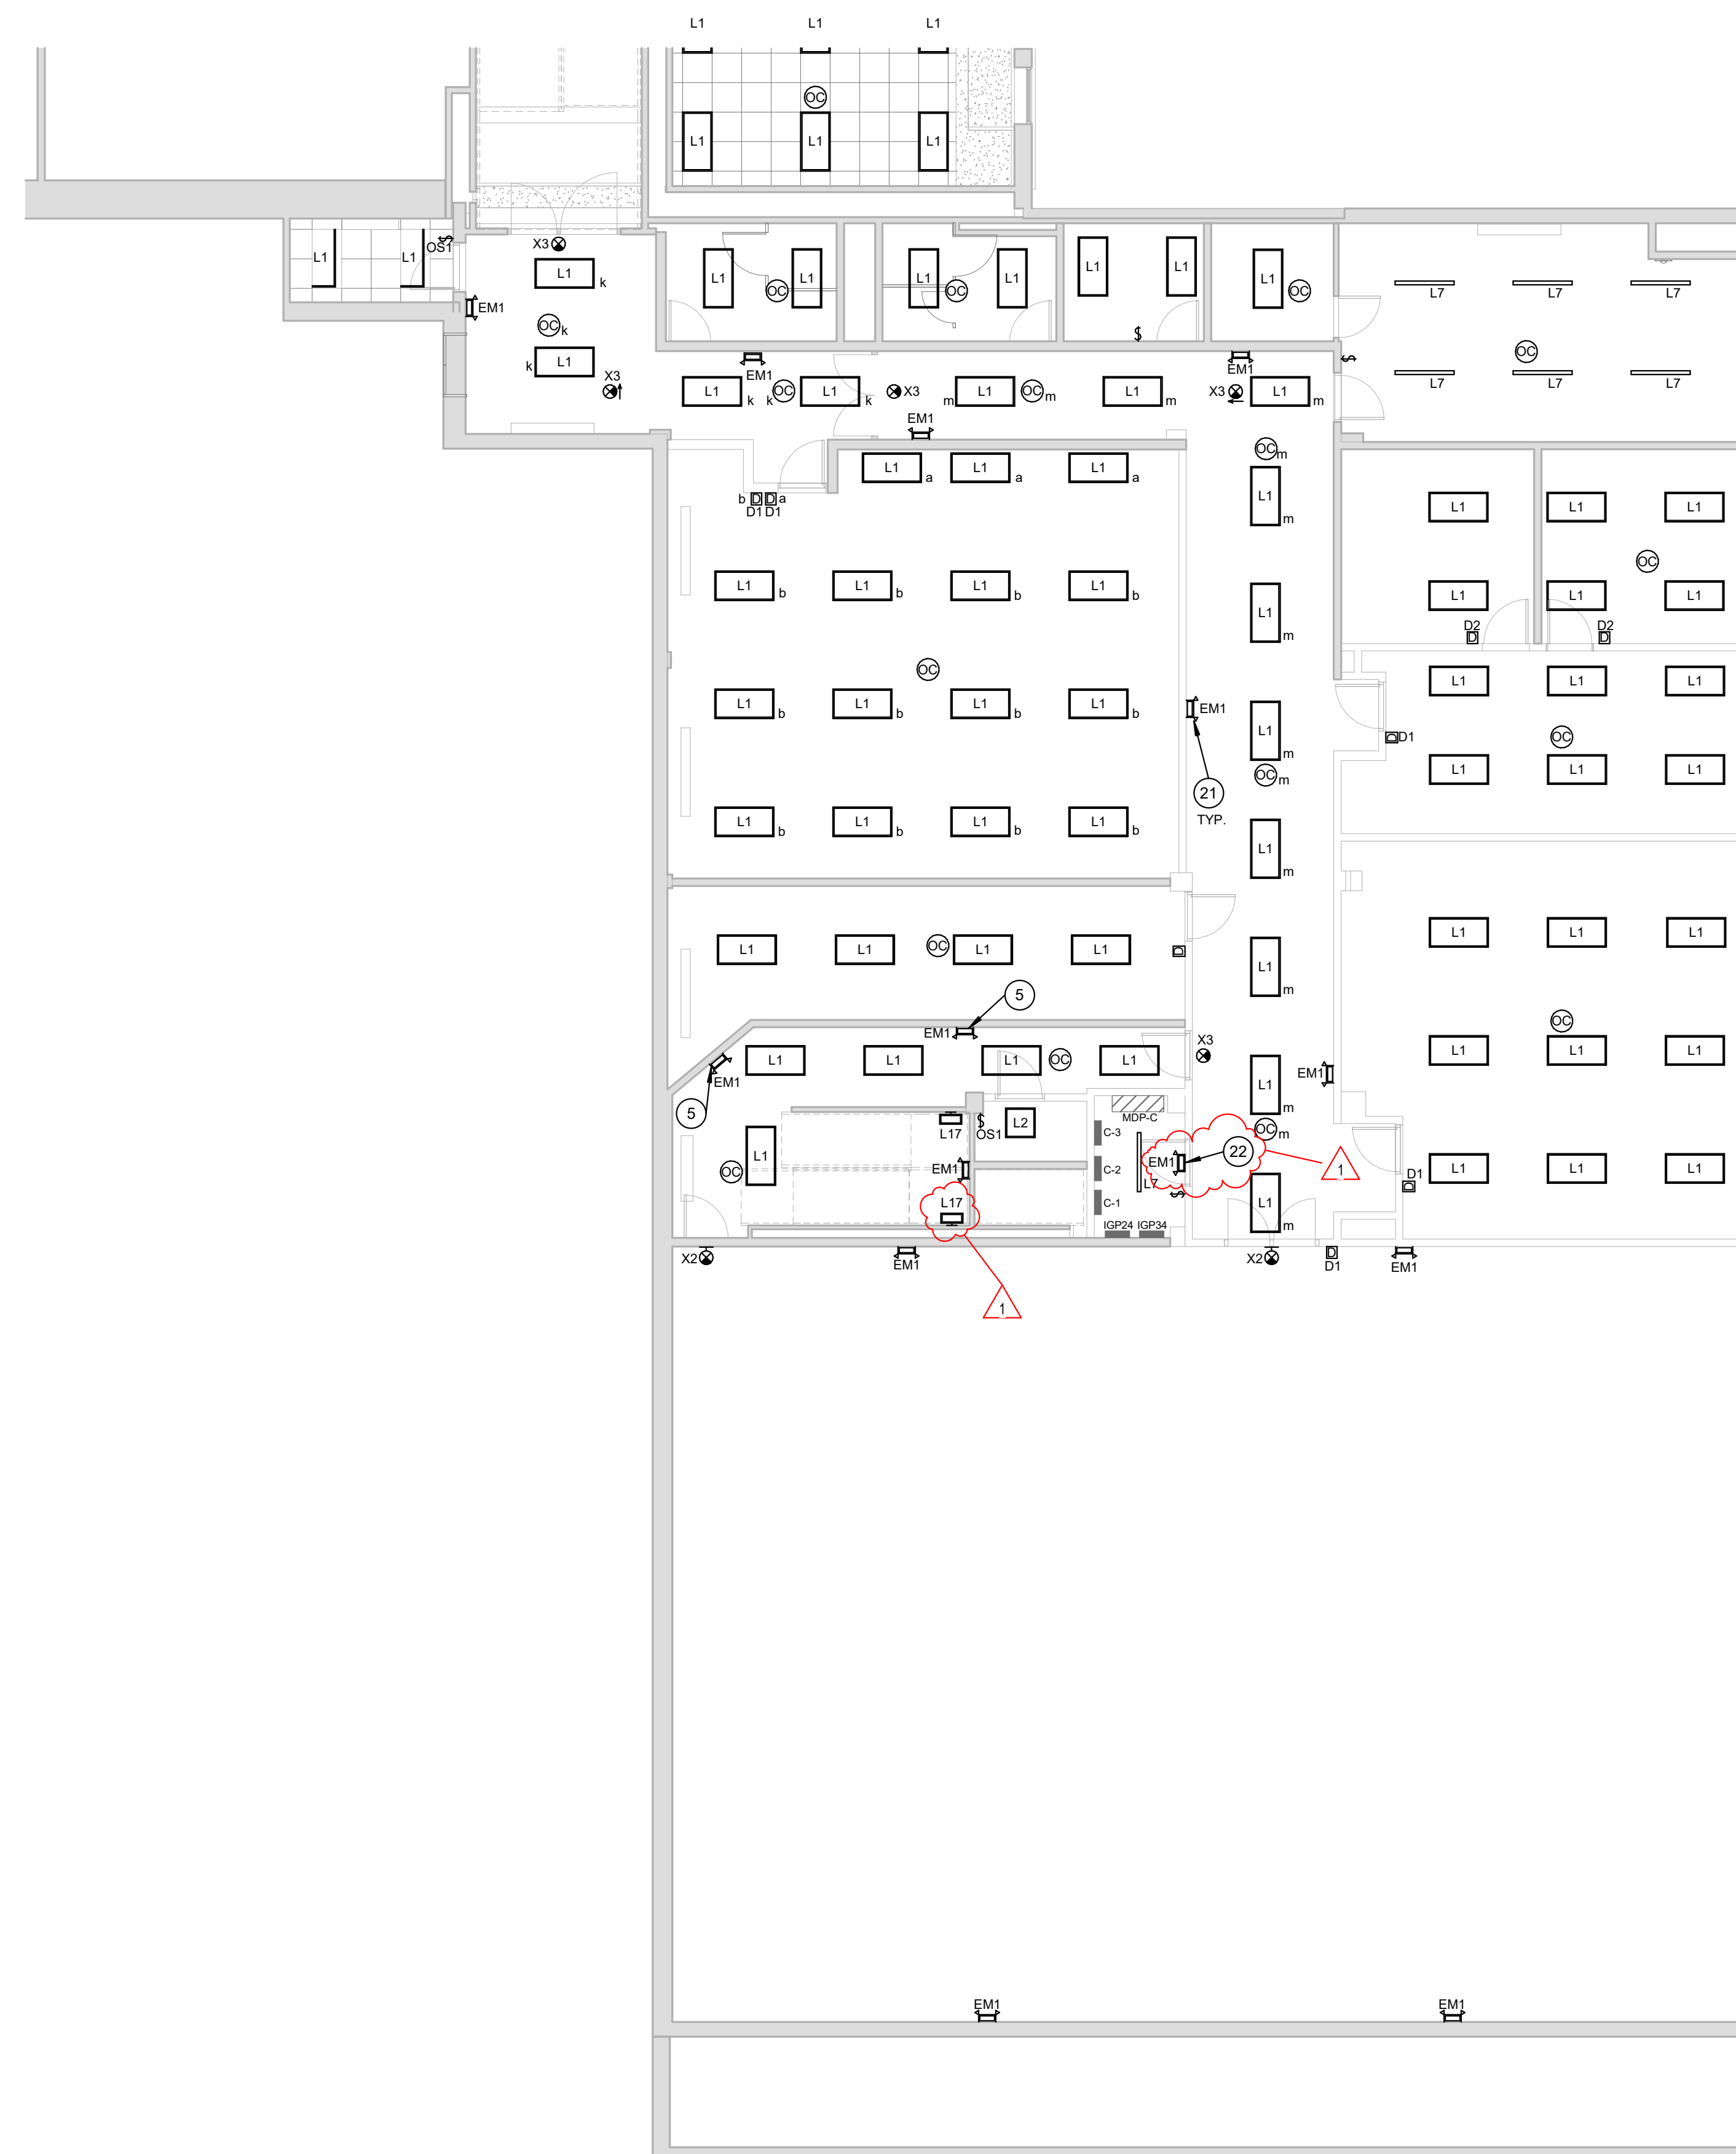 L1 L1 L1
OC
L1 L1 L1
OS1
X3
L1 L1
L1 k
L1 L1 L1 L1 L1 L1 L1
OC OC OC
L7 L7 L7
EM1
OC k
OC
k L1
EM1 EM1
X3
L7 L7 L7
L1 k k OC L1 k X3 m L1 OC m L1 m X3 L1 m
EM1
OC m
L1 a L1 a L1 a
b D D a
D1 D1
L1 m
L1 L1 L1
OC
L1 b L1 b L1 b L1 b
L1 m
L1 L1 L1
D2 D2
D D
OC
L1 L1 L1
L1 b L1 b L1 b L1 b
EM1
L1 m
OC
D D1
OC m
L1 L1 L1
21
TYP.
L1 b L1 b L1 b L1 b
L1 m
L1 L1 L1
L1 L1 OC L1 L1
D
L1 m
5
OC
EM1
X3
L1 L1 L1 L1 OC
L1 L1 L1
EM1
EM1
L1 m
5
MDP-C
L17 OS1 L2
C-3
OC m
22
1
L1
OC
EM1
C-2
EM1
L1 L1 L1
D1
D
L7
L17
C-1
L1 m
IGP24 IGP34
X2
EM1
X2
D
D1
EM1
1
EM1 EM1